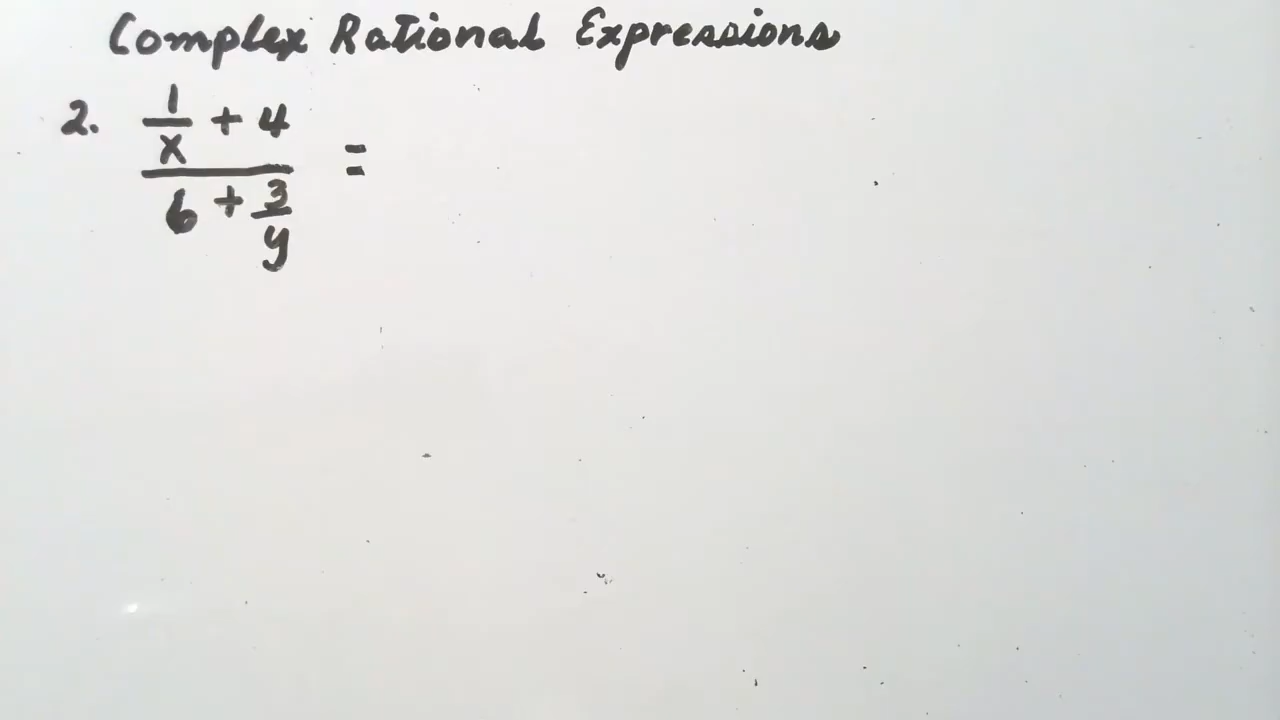 Complex Rational Expressions
2. 1/x + 4
=
6 + 3/y